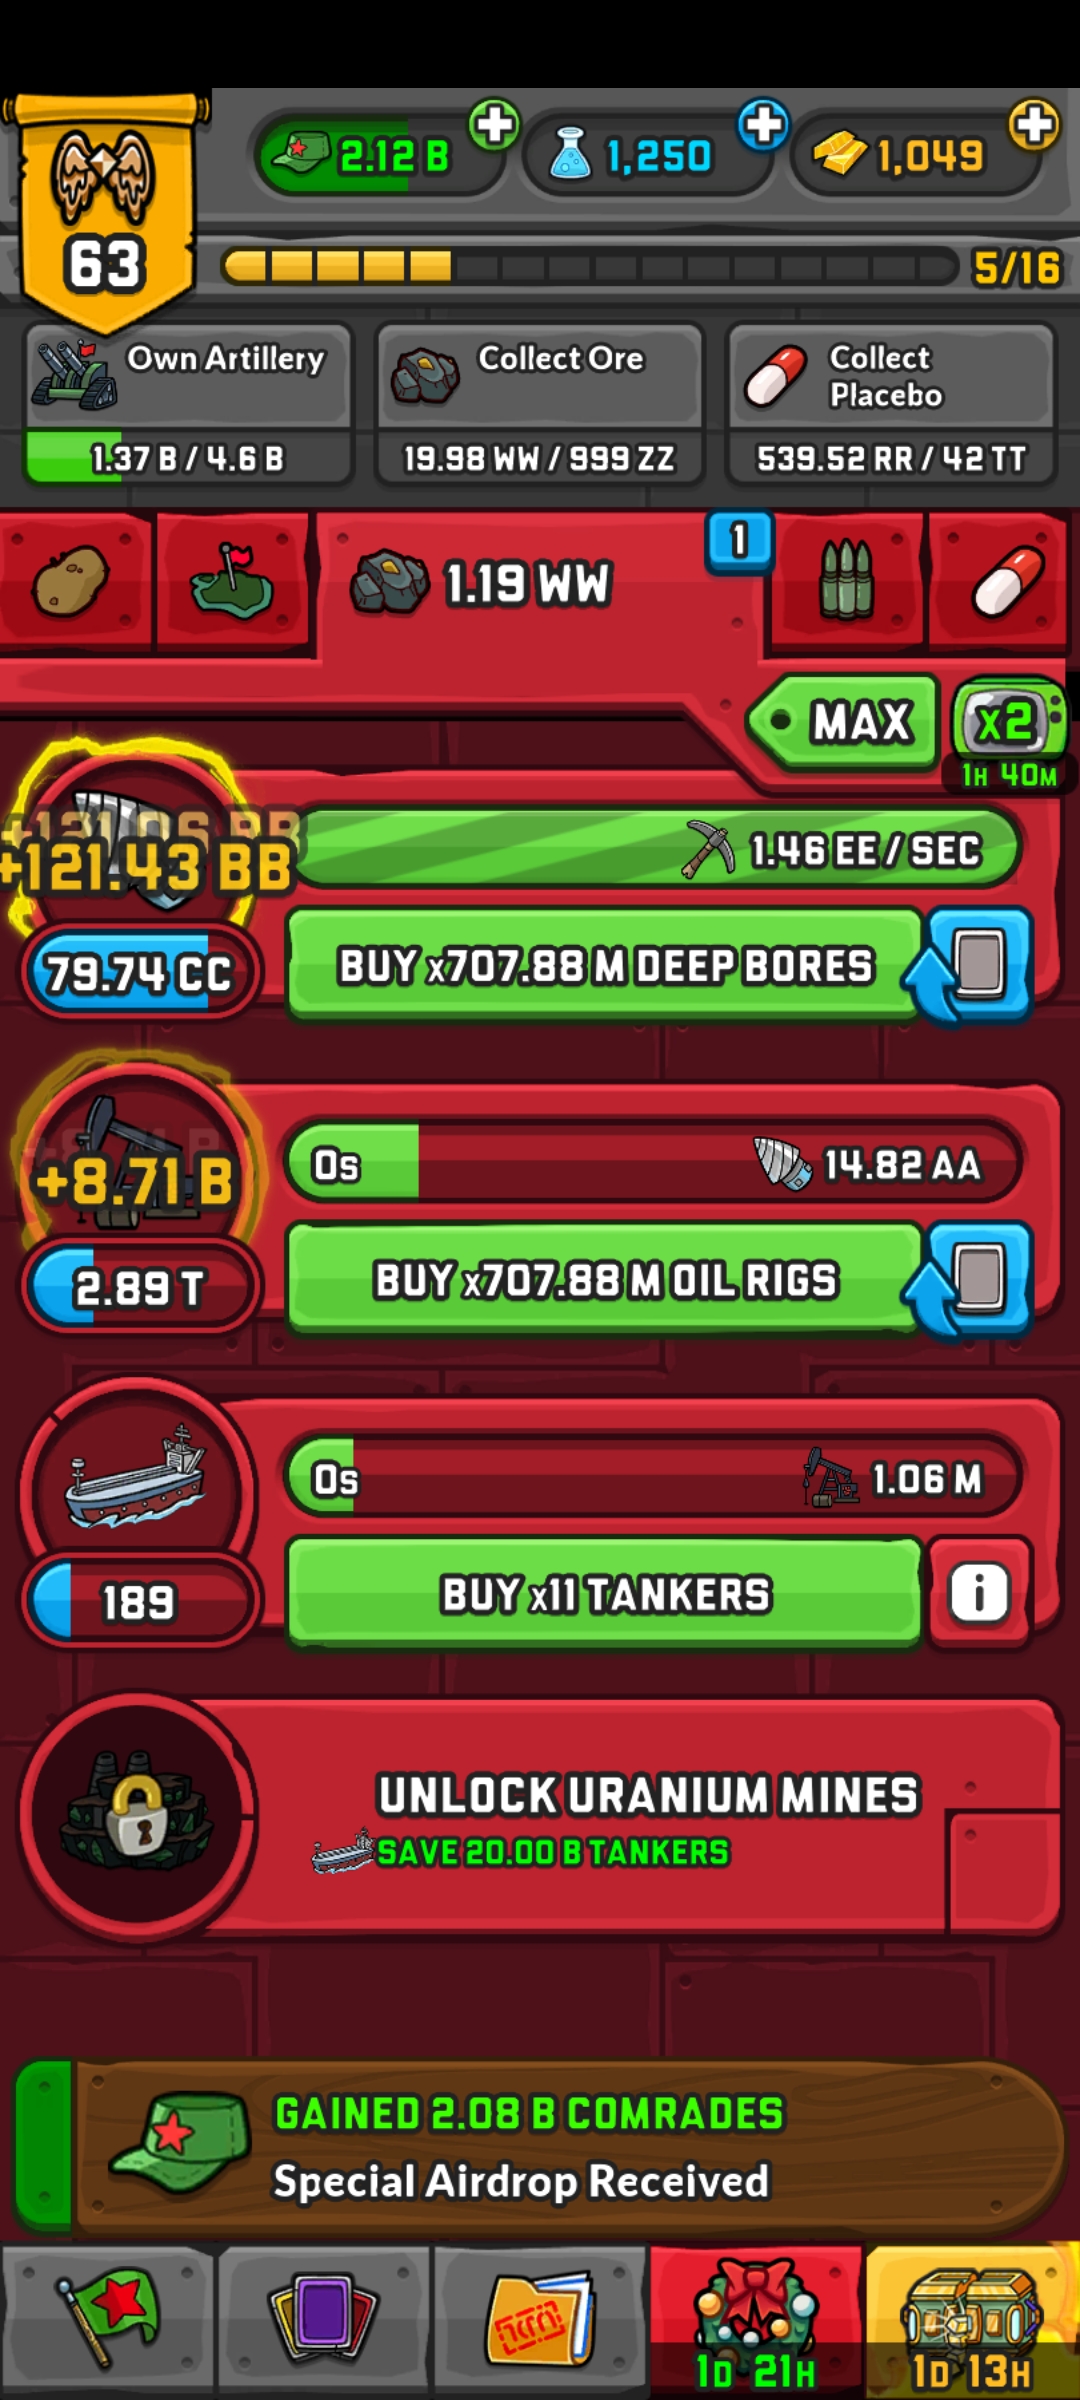 63
2.12 B
1,250
1,049
5/16
Own Artillery
1.37 B / 4.6 B
Collect Ore
19.98 WW / 999 ZZ
Collect
Placebo
539.52 RR / 42 TT
1.19 WW
1
MAX
x2
1H 40M
+121.43 BB
1.46 EE / SEC
79.74 CC
BUY x707.88 M DEEP BORES
+8.71 B
0s
14.82 AA
2.89 T
BUY x707.88 M OIL RIGS
0s
1.06 M
189
BUY x11 TANKERS
i
UNLOCK URANIUM MINES
SAVE 20.00 B TANKERS
GAINED 2.08 B COMRADES
Special Airdrop Received
1D 21H
1D 13H